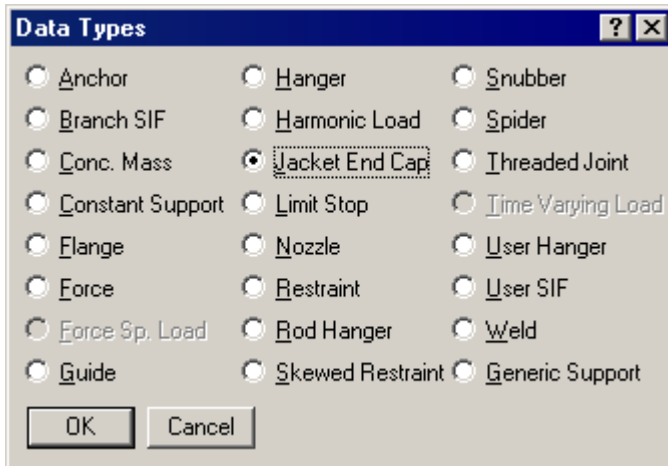 Data Types
Anchor Hanger Snubber
Branch SIF Harmonic Load Spider
Conc. Mass Jacket End Cap Threaded Joint
Constant Support Limit Stop Time Varying Load
Flange Nozzle User Hanger
Force Restraint User SIF
Force Sp. Load Rod Hanger Weld
Guide Skewed Restraint Generic Support
OK Cancel